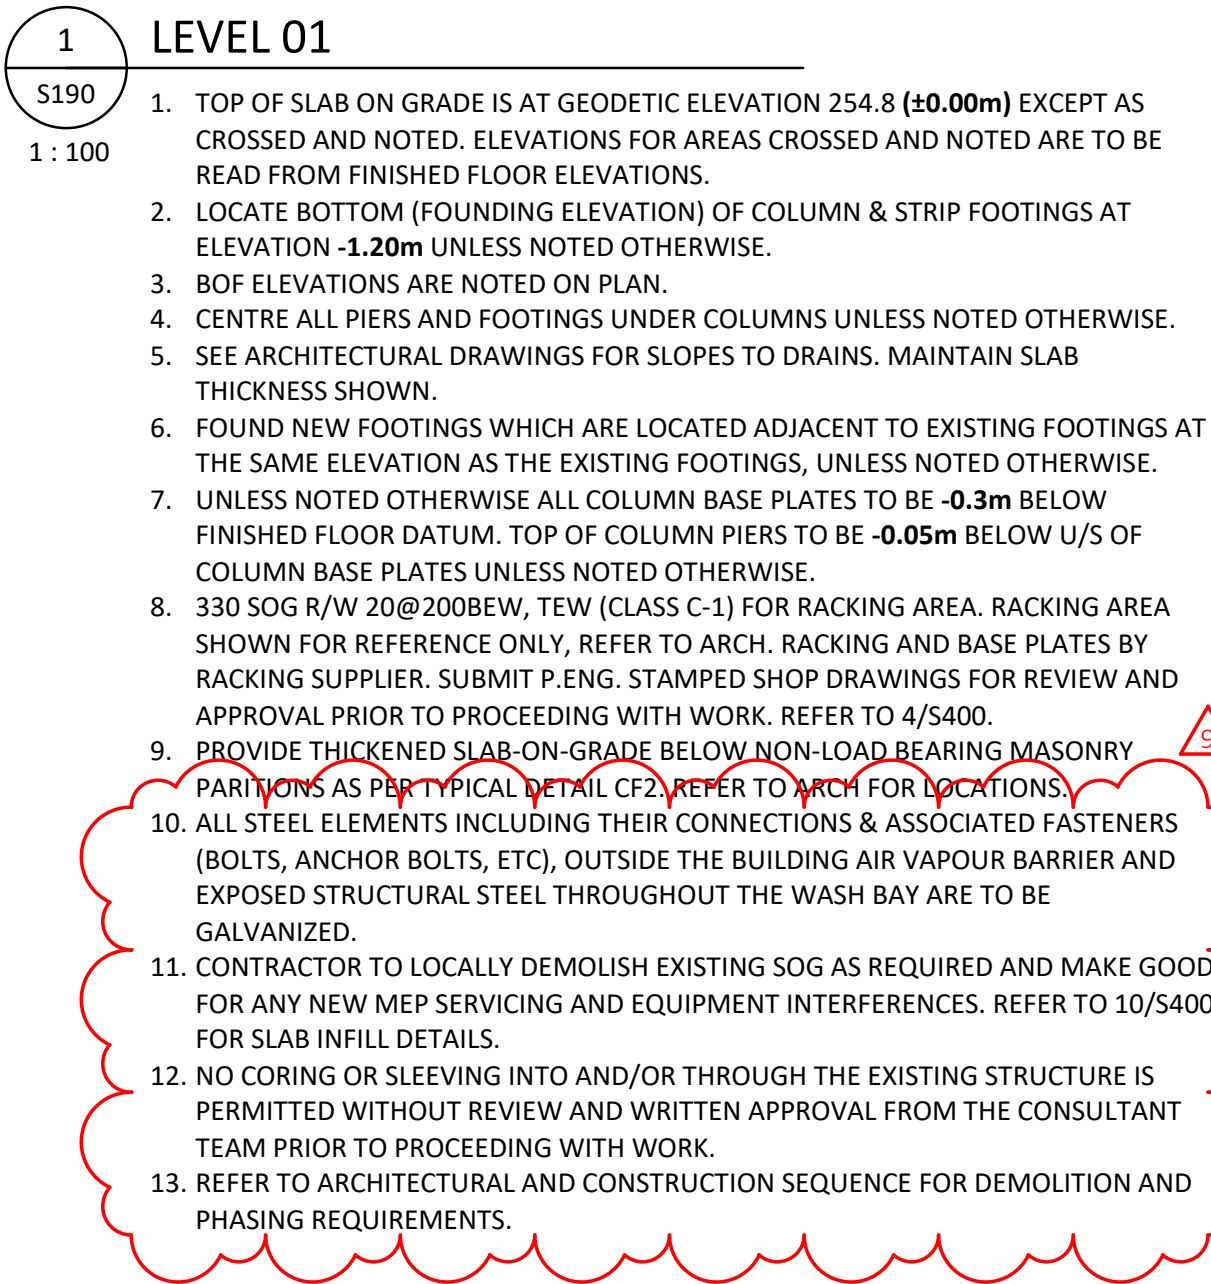 1
LEVEL 01
S190
1 : 100
1. TOP OF SLAB ON GRADE IS AT GEODETIC ELEVATION 254.8 (±0.00m) EXCEPT AS
CROSSED AND NOTED. ELEVATIONS FOR AREAS CROSSED AND NOTED ARE TO BE
READ FROM FINISHED FLOOR ELEVATIONS.
2. LOCATE BOTTOM (FOUNDING ELEVATION) OF COLUMN & STRIP FOOTINGS AT
ELEVATION -1.20m UNLESS NOTED OTHERWISE.
3. BOF ELEVATIONS ARE NOTED ON PLAN.
4. CENTRE ALL PIERS AND FOOTINGS UNDER COLUMNS UNLESS NOTED OTHERWISE.
5. SEE ARCHITECTURAL DRAWINGS FOR SLOPES TO DRAINS. MAINTAIN SLAB
THICKNESS SHOWN.
6. FOUND NEW FOOTINGS WHICH ARE LOCATED ADJACENT TO EXISTING FOOTINGS AT
THE SAME ELEVATION AS THE EXISTING FOOTINGS, UNLESS NOTED OTHERWISE.
7. UNLESS NOTED OTHERWISE ALL COLUMN BASE PLATES TO BE -0.3m BELOW
FINISHED FLOOR DATUM. TOP OF COLUMN PIERS TO BE -0.05m BELOW U/S OF
COLUMN BASE PLATES UNLESS NOTED OTHERWISE.
8. 330 SOG R/W 20@200BEW, TEW (CLASS C-1) FOR RACKING AREA. RACKING AREA
SHOWN FOR REFERENCE ONLY, REFER TO ARCH. RACKING AND BASE PLATES BY
RACKING SUPPLIER. SUBMIT P.ENG. STAMPED SHOP DRAWINGS FOR REVIEW AND
APPROVAL PRIOR TO PROCEEDING WITH WORK. REFER TO 4/S400.
9
9. PROVIDE THICKENED SLAB-ON-GRADE BELOW NON-LOAD BEARING MASONRY
PARITIONS AS PER TYPICAL DETAIL CF2. REFER TO ARCH FOR LOCATIONS.
10. ALL STEEL ELEMENTS INCLUDING THEIR CONNECTIONS & ASSOCIATED FASTENERS
(BOLTS, ANCHOR BOLTS, ETC), OUTSIDE THE BUILDING AIR VAPOUR BARRIER AND
EXPOSED STRUCTURAL STEEL THROUGHOUT THE WASH BAY ARE TO BE
GALVANIZED.
11. CONTRACTOR TO LOCALLY DEMOLISH EXISTING SOG AS REQUIRED AND MAKE GOOD
FOR ANY NEW MEP SERVICING AND EQUIPMENT INTERFERENCES. REFER TO 10/S400
FOR SLAB INFILL DETAILS.
12. NO CORING OR SLEEVING INTO AND/OR THROUGH THE EXISTING STRUCTURE IS
PERMITTED WITHOUT REVIEW AND WRITTEN APPROVAL FROM THE CONSULTANT
TEAM PRIOR TO PROCEEDING WITH WORK.
13. REFER TO ARCHITECTURAL AND CONSTRUCTION SEQUENCE FOR DEMOLITION AND
PHASING REQUIREMENTS.